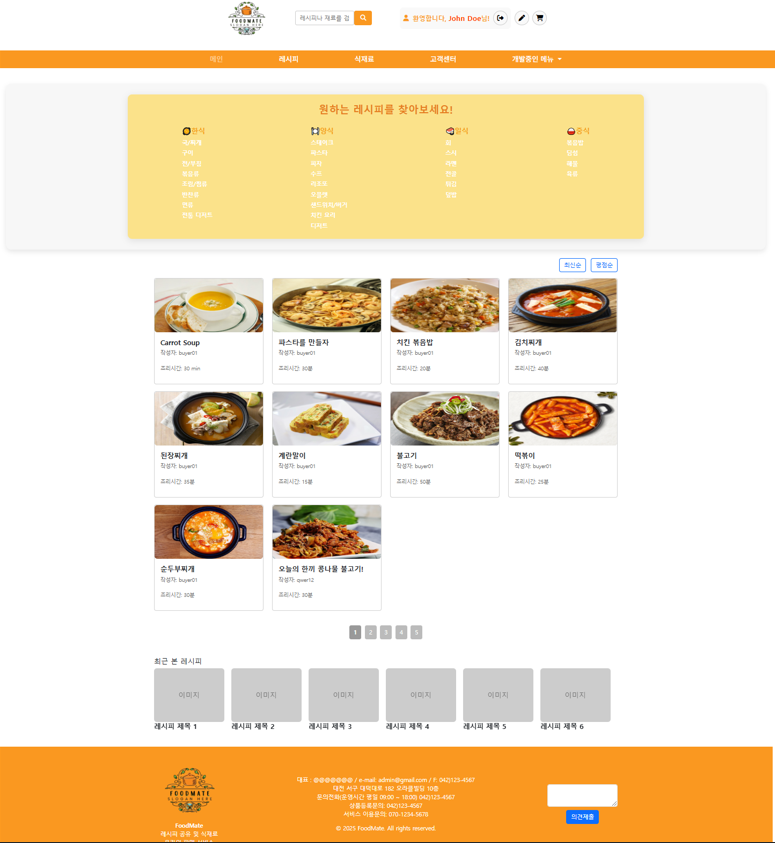 FOODMATE
SLOGAN HERE
레시피나 재료를 검
환영합니다, John Doe님!
메인
레시피
식재료
고객센터
개발중인 메뉴
원하는 레시피를 찾아보세요!
한식
국/찌개
구이
찜/조림
볶음류
면/만두
전통 디저트
양식
스테이크
파스타
피자
수프
리조또
오믈렛
샌드위치/버거
치킨 요리
디저트
일식
회
스시
라멘
돈부리
튀김
덮밥
중식
볶음밥
딤섬
해물
육류
최신순
평점순
Carrot Soup
작성자: buyer01
조리시간: 30 min
파스타를 만들자
작성자: buyer01
조리시간: 30분
치킨 볶음밥
작성자: buyer01
조리시간: 20분
김치찌개
작성자: buyer01
조리시간: 40분
된장찌개
작성자: buyer01
조리시간: 35분
계란말이
작성자: buyer01
조리시간: 15분
불고기
작성자: buyer01
조리시간: 50분
떡볶이
작성자: buyer01
조리시간: 25분
순두부찌개
작성자: buyer01
조리시간: 30분
오늘의 한끼 콩나물 불고기!
작성자: qwer12
조리시간: 30분
1 2 3 4 5
최근 본 레시피
이미지 이미지 이미지 이미지 이미지 이미지
레시피 제목 1 레시피 제목 2 레시피 제목 3 레시피 제목 4 레시피 제목 5 레시피 제목 6
FOODMATE
SLOGAN HERE
FoodMate
레시피 공유 및 식재료
대표 : @@@@@@@ / e-mail: admin@gmail.com / F: 042)123-4567
대전 서구 대덕대로 182 오라클빌딩 10층
문의전화(운영시간 평일 09:00 ~ 18:00) 042)123-4567
상품등록문의: 042)123-4567
서비스 이용문의: 070-1234-5678
© 2025 FoodMate. All rights reserved.
의견제출